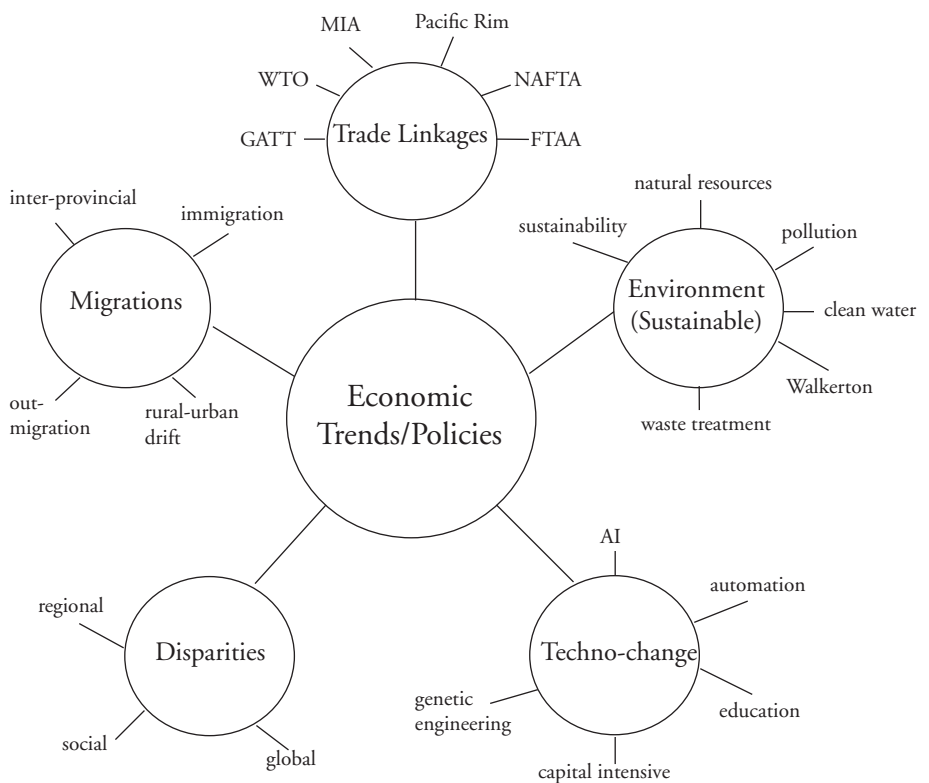 MIA
Pacific Rim
WTO
NAFTA
GATT
Trade Linkages
FTAA
inter-provincial
immigration
Migrations
out-
migration
rural-urban
drift
natural resources
sustainability
pollution
Environment
(Sustainable)
clean water
Walkerton
waste treatment
Economic
Trends/Policies
regional
Disparities
social
global
AI
automation
Techno-change
genetic
engineering
education
capital intensive